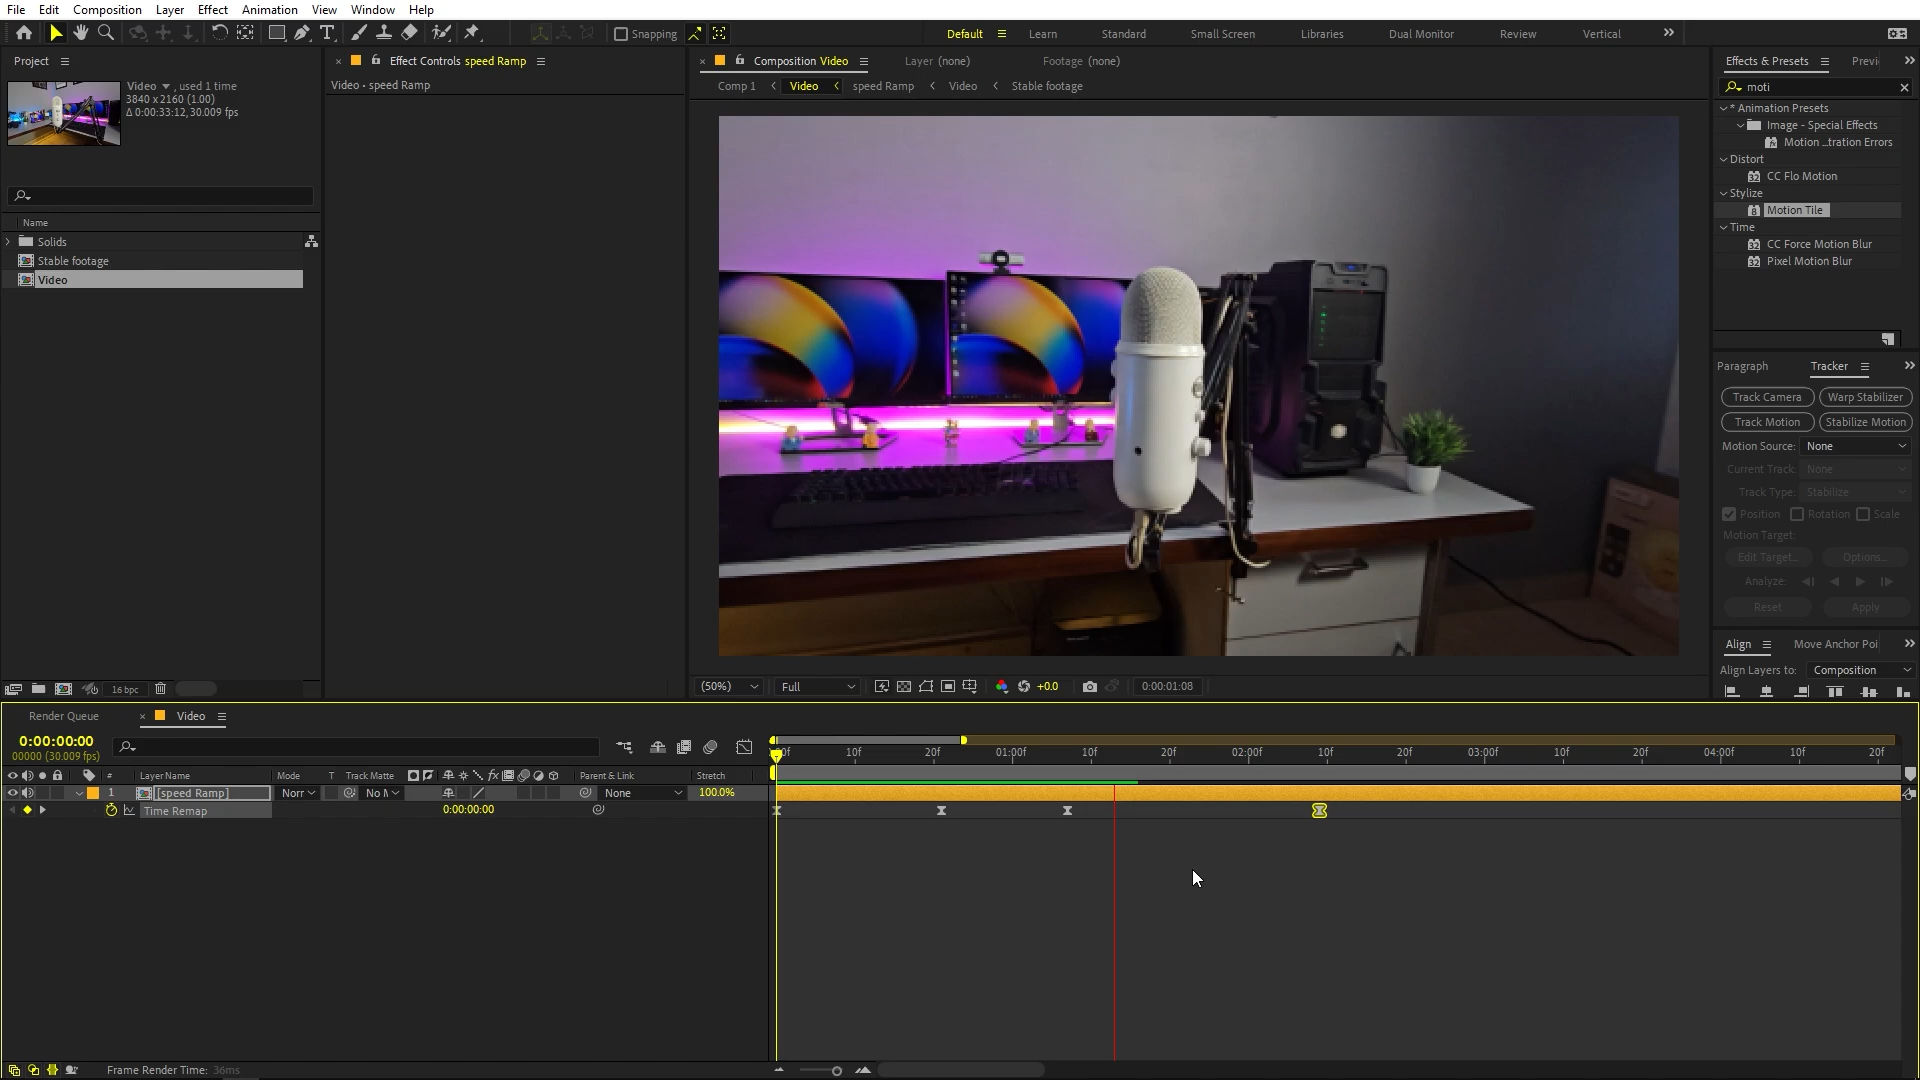 File Edit Composition Layer Effect Animation View Window Help
Snapping
Default Learn Standard Small Screen Libraries Dual Monitor Review Vertical
Project
Video , used 1 time
3840 x 2160 (1.00)
Δ 0:00:33:12, 30.009 fps
Name
Solids
Stable footage
Video
16 bpc
Effect Controls speed Ramp
Video • speed Ramp
Composition Video
Layer (none)
Footage (none)
Comp 1 Video speed Ramp Video Stable footage
(50%) Full +0.0 0:00:01:08
Effects & Presets
Previ
moti
* Animation Presets
Image - Special Effects
Motion ...tration Errors
Distort
CC Flo Motion
Stylize
Motion Tile
Time
CC Force Motion Blur
Pixel Motion Blur
Paragraph Tracker
Track Camera Warp Stabilizer
Track Motion Stabilize Motion
Motion Source: None
Current Track: None
Track Type: Stabilize
Position Rotation Scale
Motion Target:
Edit Target... Options...
Analyze:
Reset Apply
Align Move Anchor Poi
Align Layers to: Composition
Render Queue Video
0:00:00:00
00000 (30.009 fps)
10f 20f 01:00f 10f 20f 02:00f 10f 20f 03:00f 10f 20f 04:00f 10f 20f
# Layer Name Mode T Track Matte Parent & Link Stretch
1 [speed Ramp] Norr No M None 100.0%
Time Remap 0:00:00:00
Frame Render Time: 36ms